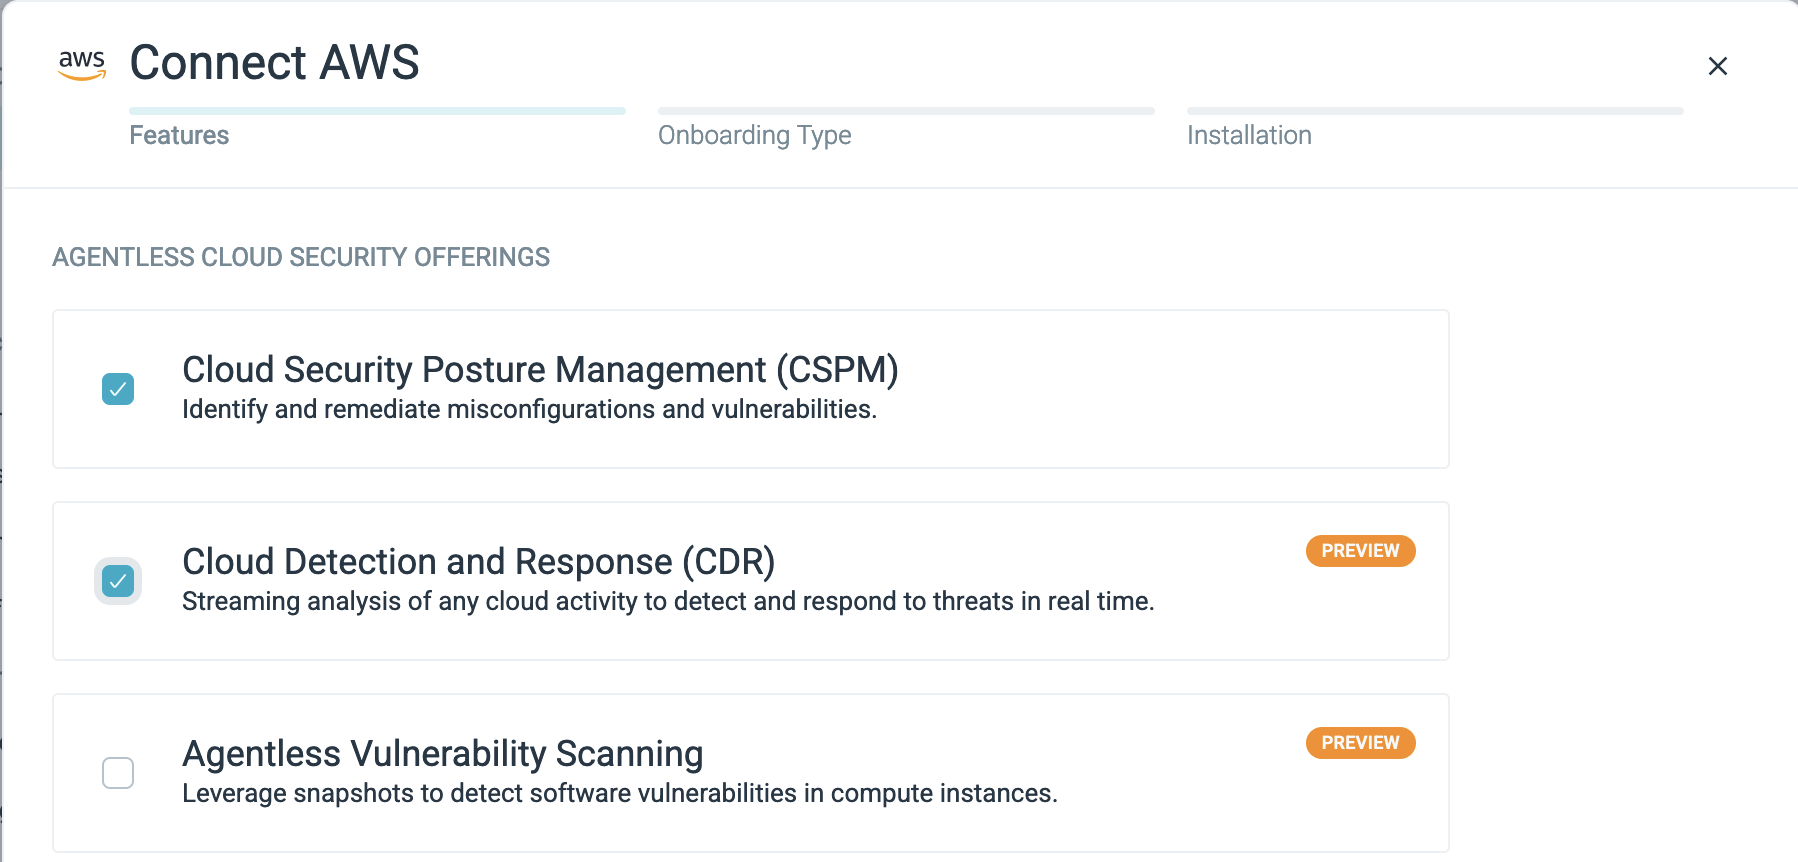 aws
Connect AWS
Features
Onboarding Type
Installation
AGENTLESS CLOUD SECURITY OFFERINGS
Cloud Security Posture Management (CSPM)
Identify and remediate misconfigurations and vulnerabilities.
Cloud Detection and Response (CDR)
PREVIEW
Streaming analysis of any cloud activity to detect and respond to threats in real time.
Agentless Vulnerability Scanning
PREVIEW
Leverage snapshots to detect software vulnerabilities in compute instances.